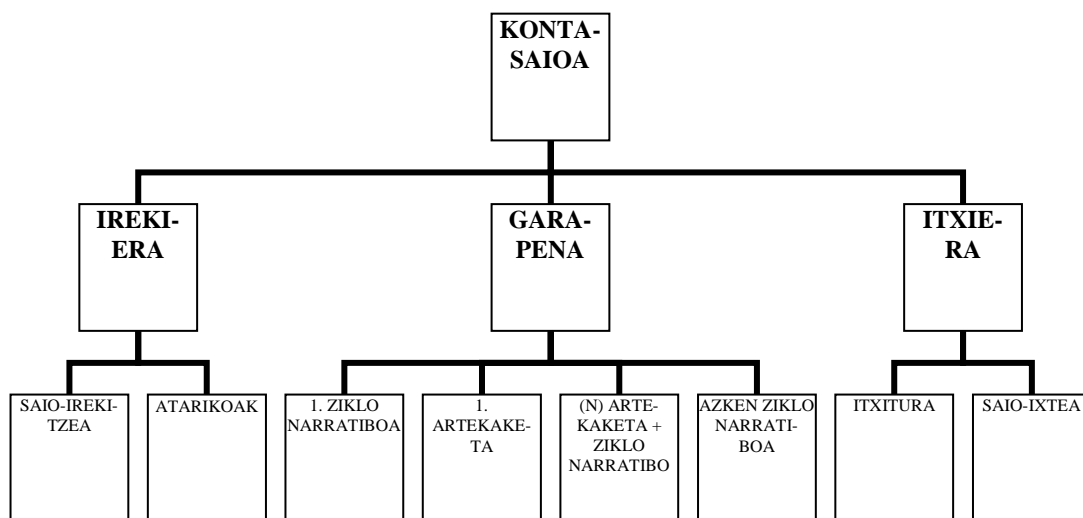 KONTA-
SAIOA
IREKI-
ERA
GARA-
PENA
ITXIE-
RA
SAIO-IREKI-
TZEA
ATARIKOAK
1. ZIKLO
NARRATIBOA
1.
ARTEKAKE-
TA
(N) ARTE-
KAKETA +
ZIKLO
NARRATIBO
AZKEN ZIKLO
NARRATI-
BOA
ITXITURA
SAIO-IXTEA